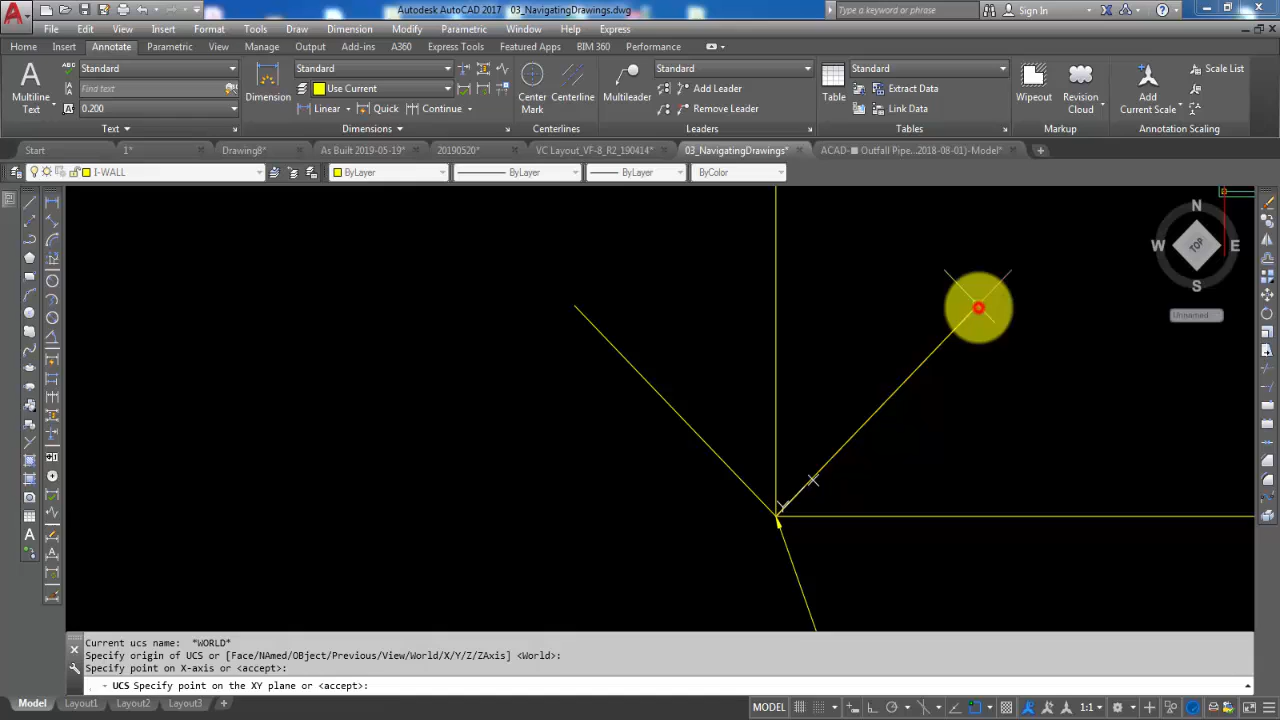 Autodesk AutoCAD 2017 03_NavigatingDrawings.dwg
Type a keyword or phrase
Sign In
File Edit View Insert Format Tools Draw Dimension Modify Parametric Window Help Express
Home Insert Annotate Parametric View Manage Output Add-ins A360 Express Tools Featured Apps BIM 360 Performance
Standard
Find text
0.200
Multiline
Text
Text
Standard
Use Current
Dimension
Linear Quick Continue
Dimensions
Center
Mark
Centerline
Centerlines
Multileader
Standard
Add Leader
Remove Leader
Leaders
Table
Standard
Extract Data
Link Data
Tables
Wipeout
Revision
Cloud
Markup
Add
Current Scale
Scale List
Annotation Scaling
Start 1* Drawing8* As Built 2019-05-19* 20190520* VC Layout_VF-8_R2_190414* 03_NavigatingDrawings* ACAD-■ Outfall Pipe...2018-08-01)-Model*
I-WALL ByLayer ByLayer ByLayer ByColor
N
W TOP E
S
Unnamed
Current ucs name: *WORLD*
Specify origin of UCS or [Face/NAmed/OBject/Previous/View/World/X/Y/Z/ZAxis] <World>:
Specify point on X-axis or <accept>:
UCS Specify point on the XY plane or <accept>:
Model Layout1 Layout2 Layout3 +
MODEL 1:1